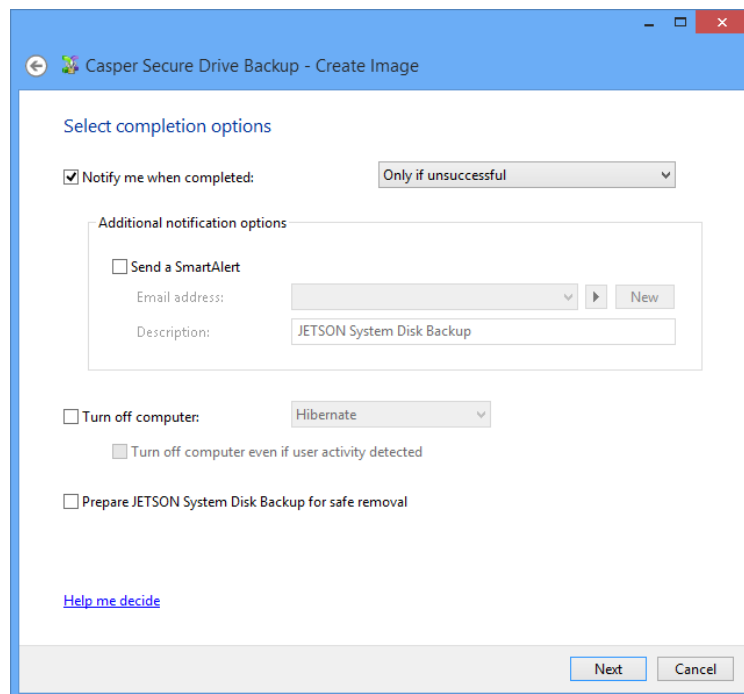 Casper Secure Drive Backup - Create Image
Select completion options
Notify me when completed: Only if unsuccessful
Additional notification options
Send a SmartAlert
Email address: New
Description: JETSON System Disk Backup
Turn off computer: Hibernate
Turn off computer even if user activity detected
Prepare JETSON System Disk Backup for safe removal
Help me decide
Next Cancel